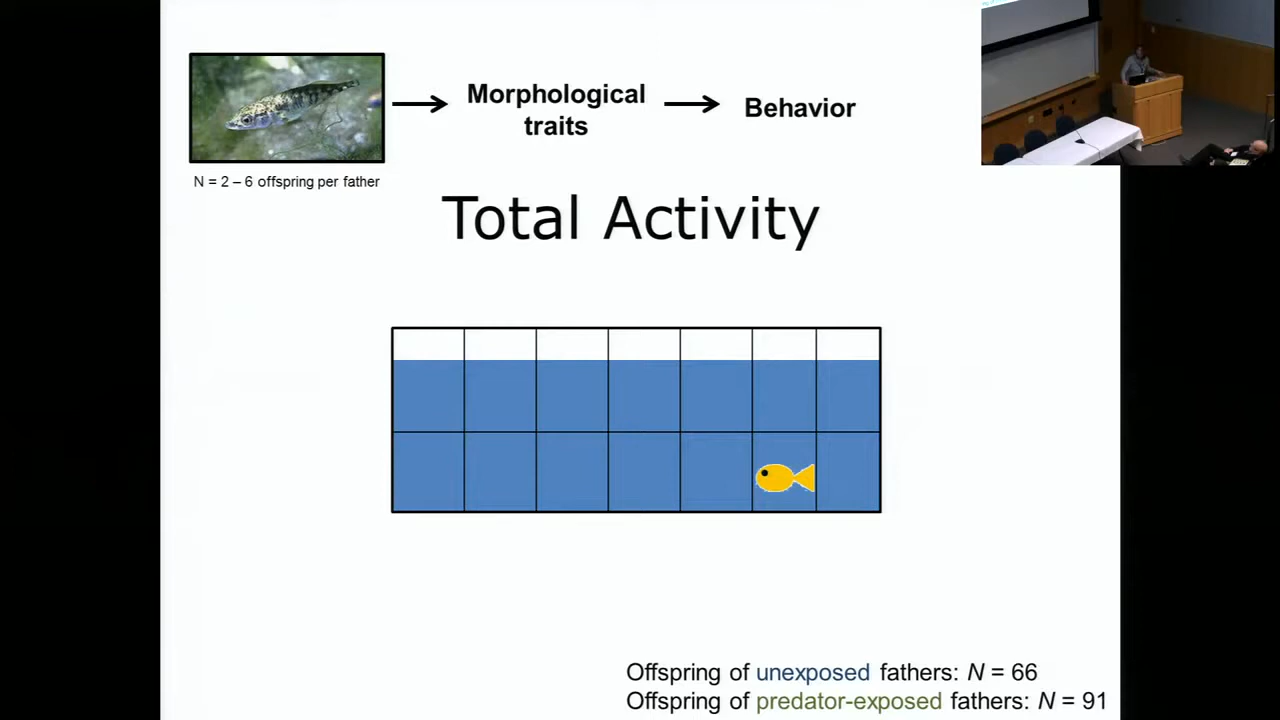 Morphological
traits
Behavior
N = 2 – 6 offspring per father
Total Activity
Offspring of unexposed fathers: N = 66
Offspring of predator-exposed fathers: N = 91